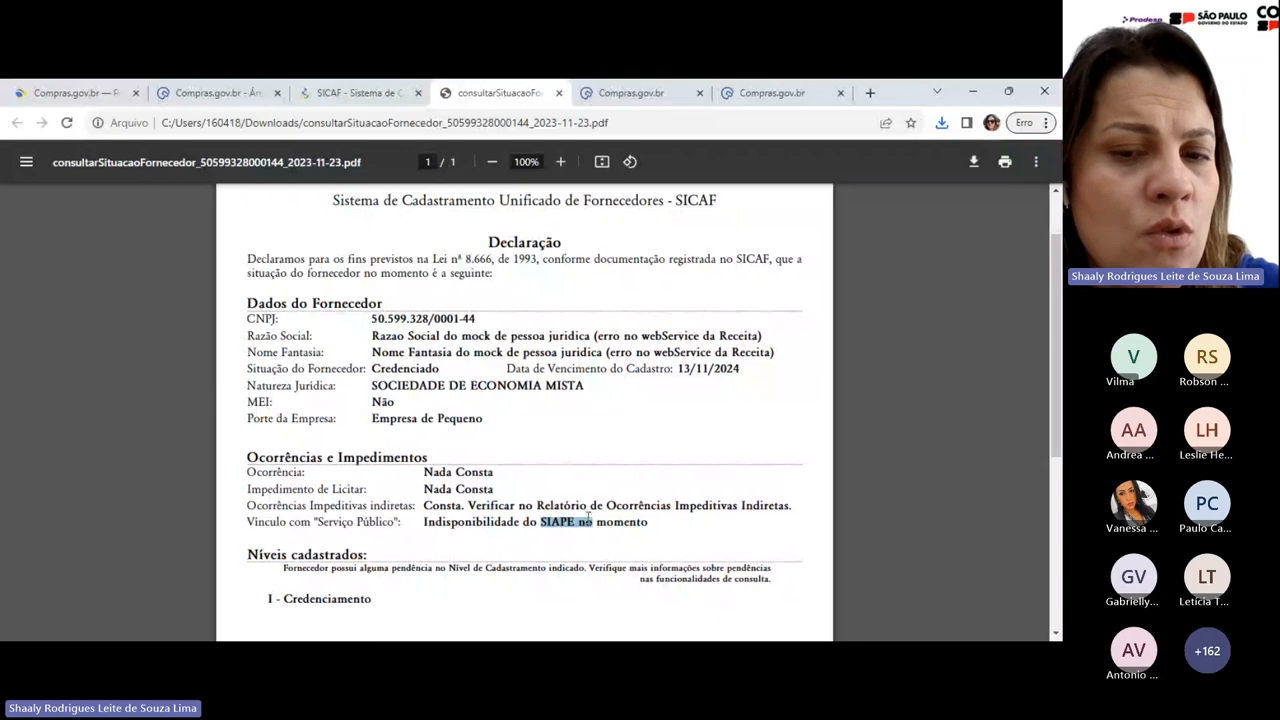 Prodesp
SÃO PAULO
GOVERNO DO ESTADO
CO
Compras.gov.br — 
Compras.gov.br - Ár
SICAF - Sistema de C
consultarSituacaoFo
Compras.gov.br
Compras.gov.br
Arquivo
C:/Users/160418/Downloads/consultarSituacaoFornecedor_50599328000144_2023-11-23.pdf
Erro
consultarSituacaoFornecedor_50599328000144_2023-11-23.pdf
1 / 1
100%
Sistema de Cadastramento Unificado de Fornecedores - SICAF
Declaração
Declaramos para os fins previstos na Lei nº 8.666, de 1993, conforme documentação registrada no SICAF, que a
situação do fornecedor no momento é a seguinte:
Dados do Fornecedor
CNPJ: 50.599.328/0001-44
Razão Social: Razao Social do mock de pessoa juridica (erro no webService da Receita)
Nome Fantasia: Nome Fantasia do mock de pessoa juridica (erro no webService da Receita)
Situação do Fornecedor: Credenciado Data de Vencimento do Cadastro: 13/11/2024
Natureza Jurídica: SOCIEDADE DE ECONOMIA MISTA
MEI: Não
Porte da Empresa: Empresa de Pequeno
Ocorrências e Impedimentos
Ocorrência: Nada Consta
Impedimento de Licitar: Nada Consta
Ocorrências Impeditivas indiretas: Consta. Verificar no Relatório de Ocorrências Impeditivas Indiretas.
Vínculo com "Serviço Público": Indisponibilidade do SIAPE no momento
Níveis cadastrados:
Fornecedor possui alguma pendência no Nível de Cadastramento indicado. Verifique mais informações sobre pendências
nas funcionalidades de consulta.
I - Credenciamento
Shaaly Rodrigues Leite de Souza Lima
V
RS
Vilma
Robson ...
AA
LH
Andrea ...
Leslie He...
PC
Vanessa ...
Paulo Ca...
GV
LT
Gabrielly...
Letícia T...
AV
+162
Antonio ...
Shaaly Rodrigues Leite de Souza Lima